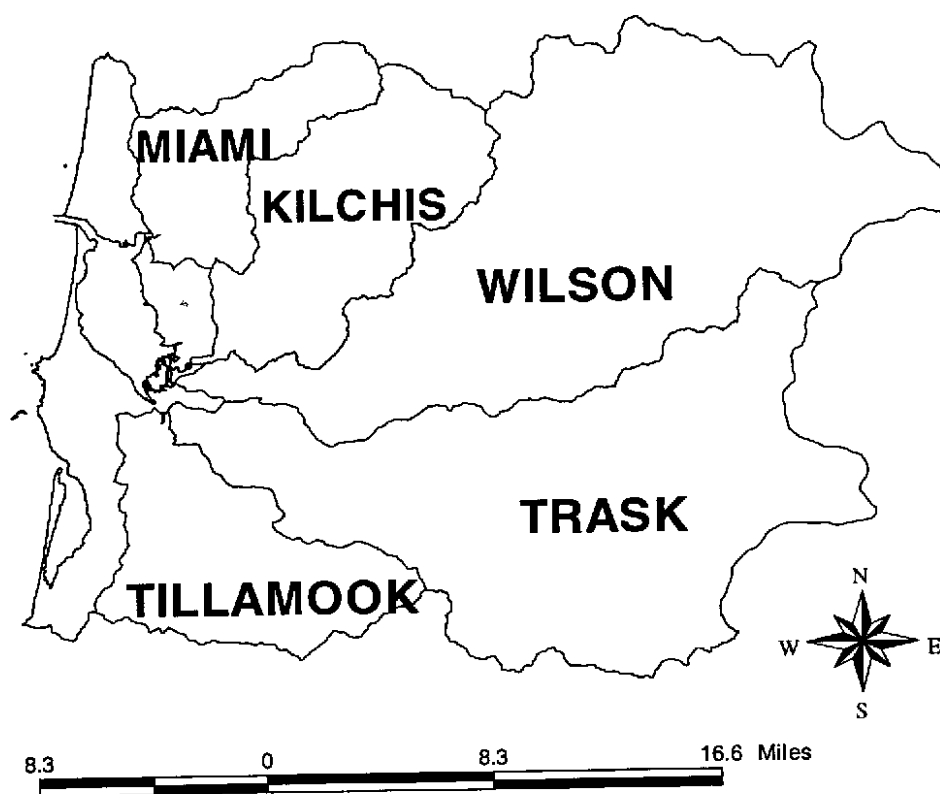 MIAMI
KILCHIS
WILSON
TRASK
TILLAMOOK
N
W E
S
8.3 0 8.3 16.6 Miles